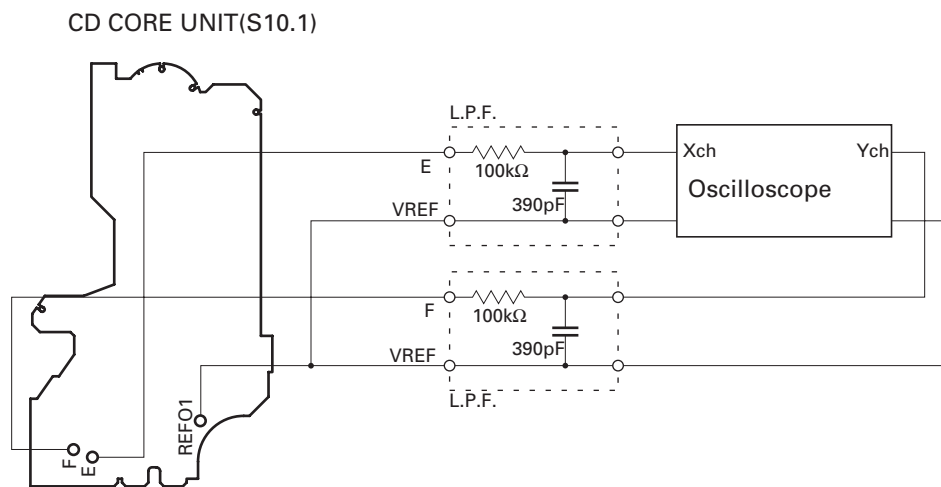 CD CORE UNIT(S10.1)
L.P.F.
E
100kΩ
390pF
VREF
Xch
Ych
Oscilloscope
F
100kΩ
390pF
VREF
L.P.F.
REFO1
F
E